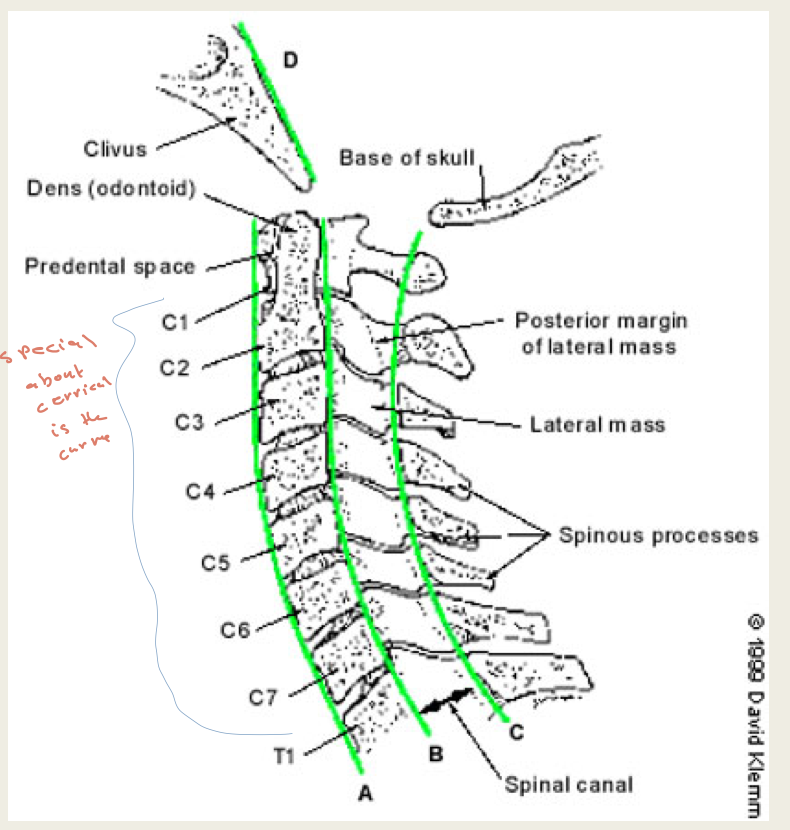 D
Clivus
Base of skull
Dens (odontoid)
Predental space
C1
Posterior margin
of lateral mass
C2
C3
Lateral mass
C4
Spinous processes
C5
C6
C7
T1
A
B
C
Spinal canal
special
about
cervical
is the
curve
© 1999 David Klemm